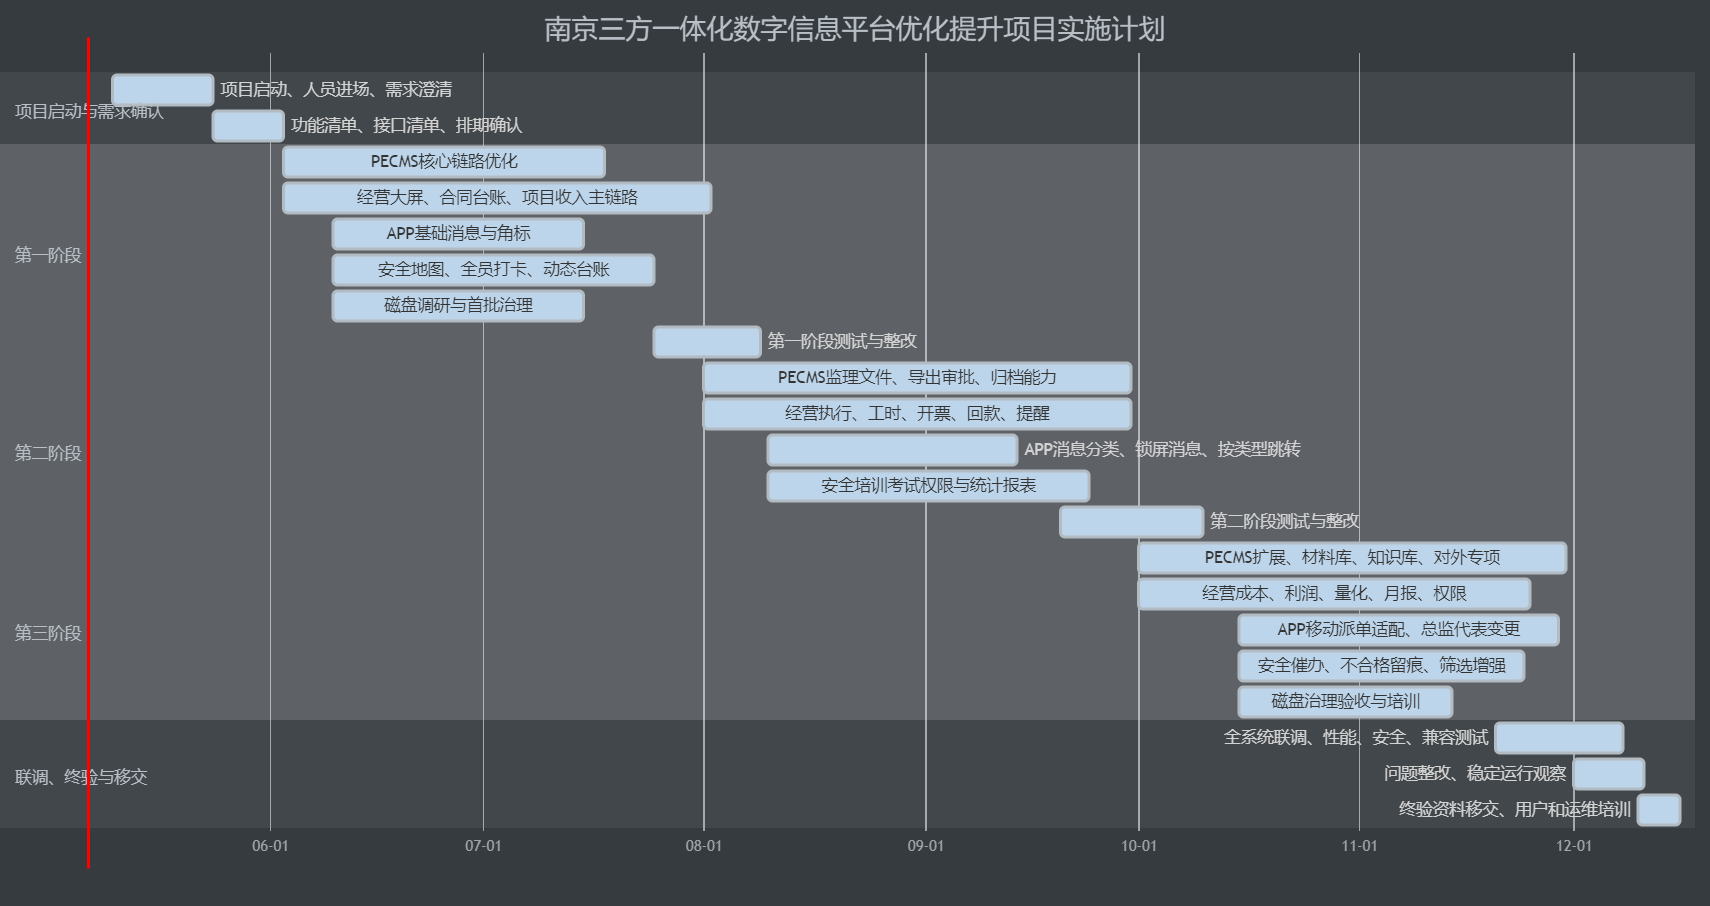 南京三方一体化数字信息平台优化提升项目实施计划
项目启动与需求确认
项目启动、人员进场、需求澄清
功能清单、接口清单、排期确认
第一阶段
PECMS核心链路优化
经营大屏、合同台账、项目收入主链路
APP基础消息与角标
安全地图、全员打卡、动态台账
磁盘调研与首批治理
第一阶段测试与整改
第二阶段
PECMS监理文件、导出审批、归档能力
经营执行、工时、开票、回款、提醒
APP消息分类、锁屏消息、按类型跳转
安全培训考试权限与统计报表
第二阶段测试与整改
第三阶段
PECMS扩展、材料库、知识库、对外专项
经营成本、利润、量化、月报、权限
APP移动派单适配、总监代表变更
安全催办、不合格留痕、筛选增强
磁盘治理验收与培训
联调、终验与移交
全系统联调、性能、安全、兼容测试
问题整改、稳定运行观察
终验资料移交、用户和运维培训
06-01
07-01
08-01
09-01
10-01
11-01
12-01